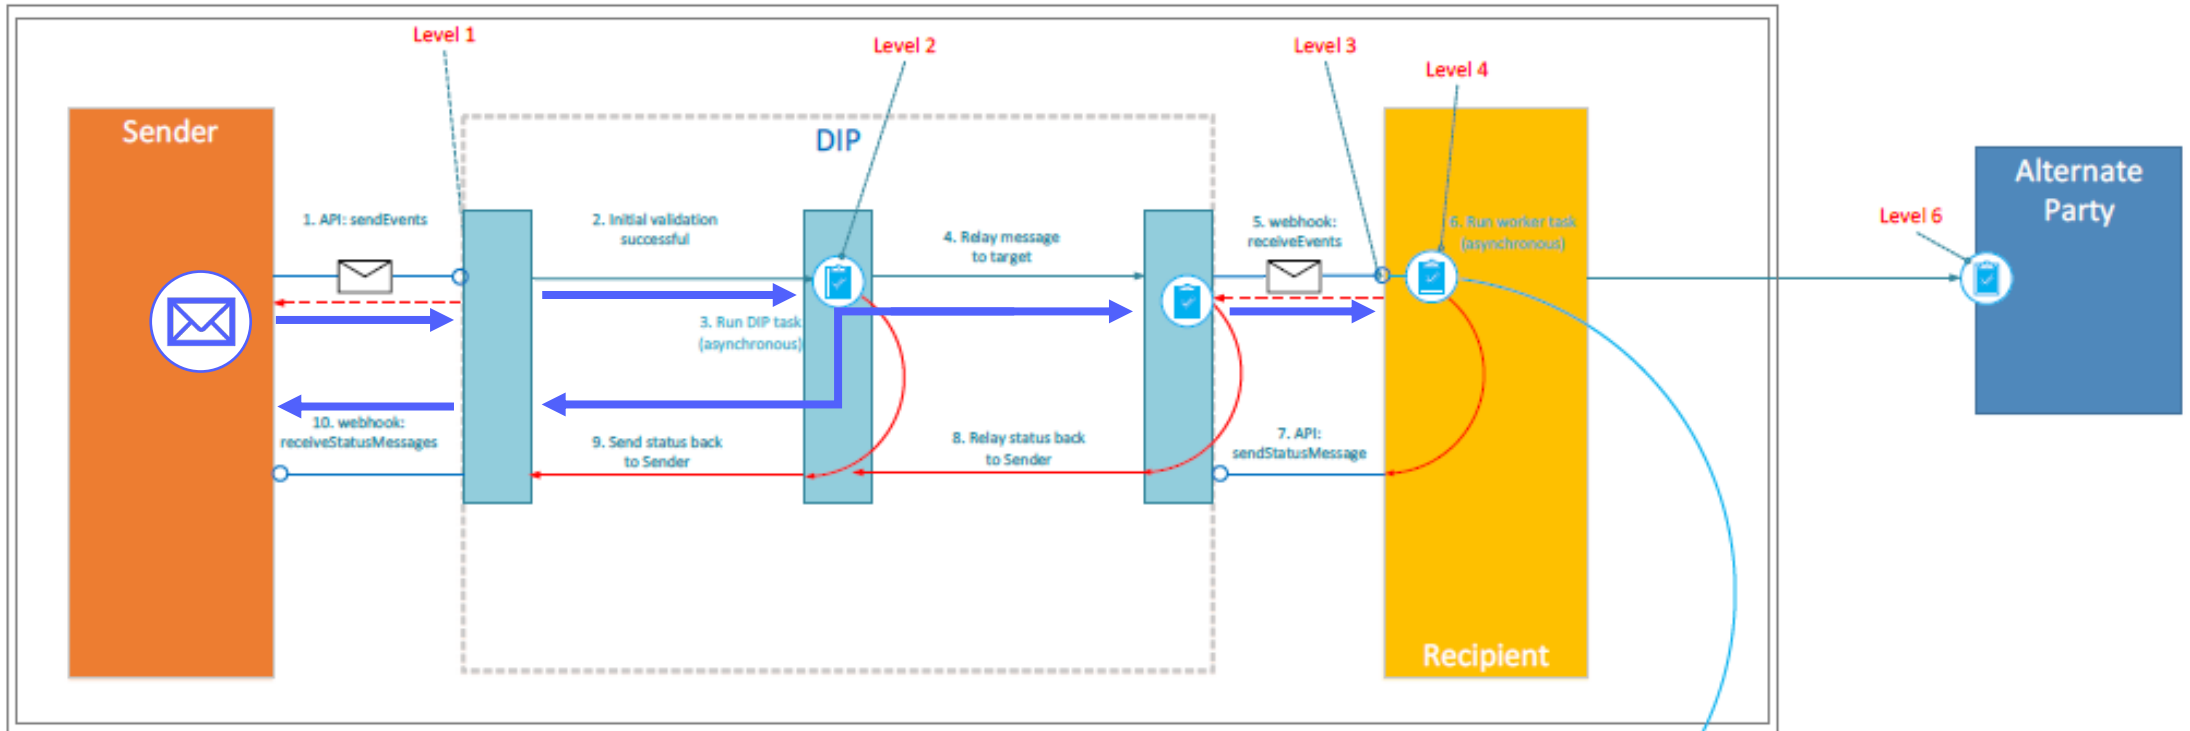 Level 1
Level 2
Level 3
Level 4
Sender
DIP
Alternate
Party
Level 6
1. API: sendEvents
2. Initial validation
successful
4. Relay message
to target
5. webhook:
receiveEvents
6. Run worker task
(asynchronous)
3. Run DIP task
(asynchronous)
10. webhook:
receiveStatusMessages
9. Send status back
to Sender
8. Relay status back
to Sender
7. API:
sendStatusMessage
Recipient